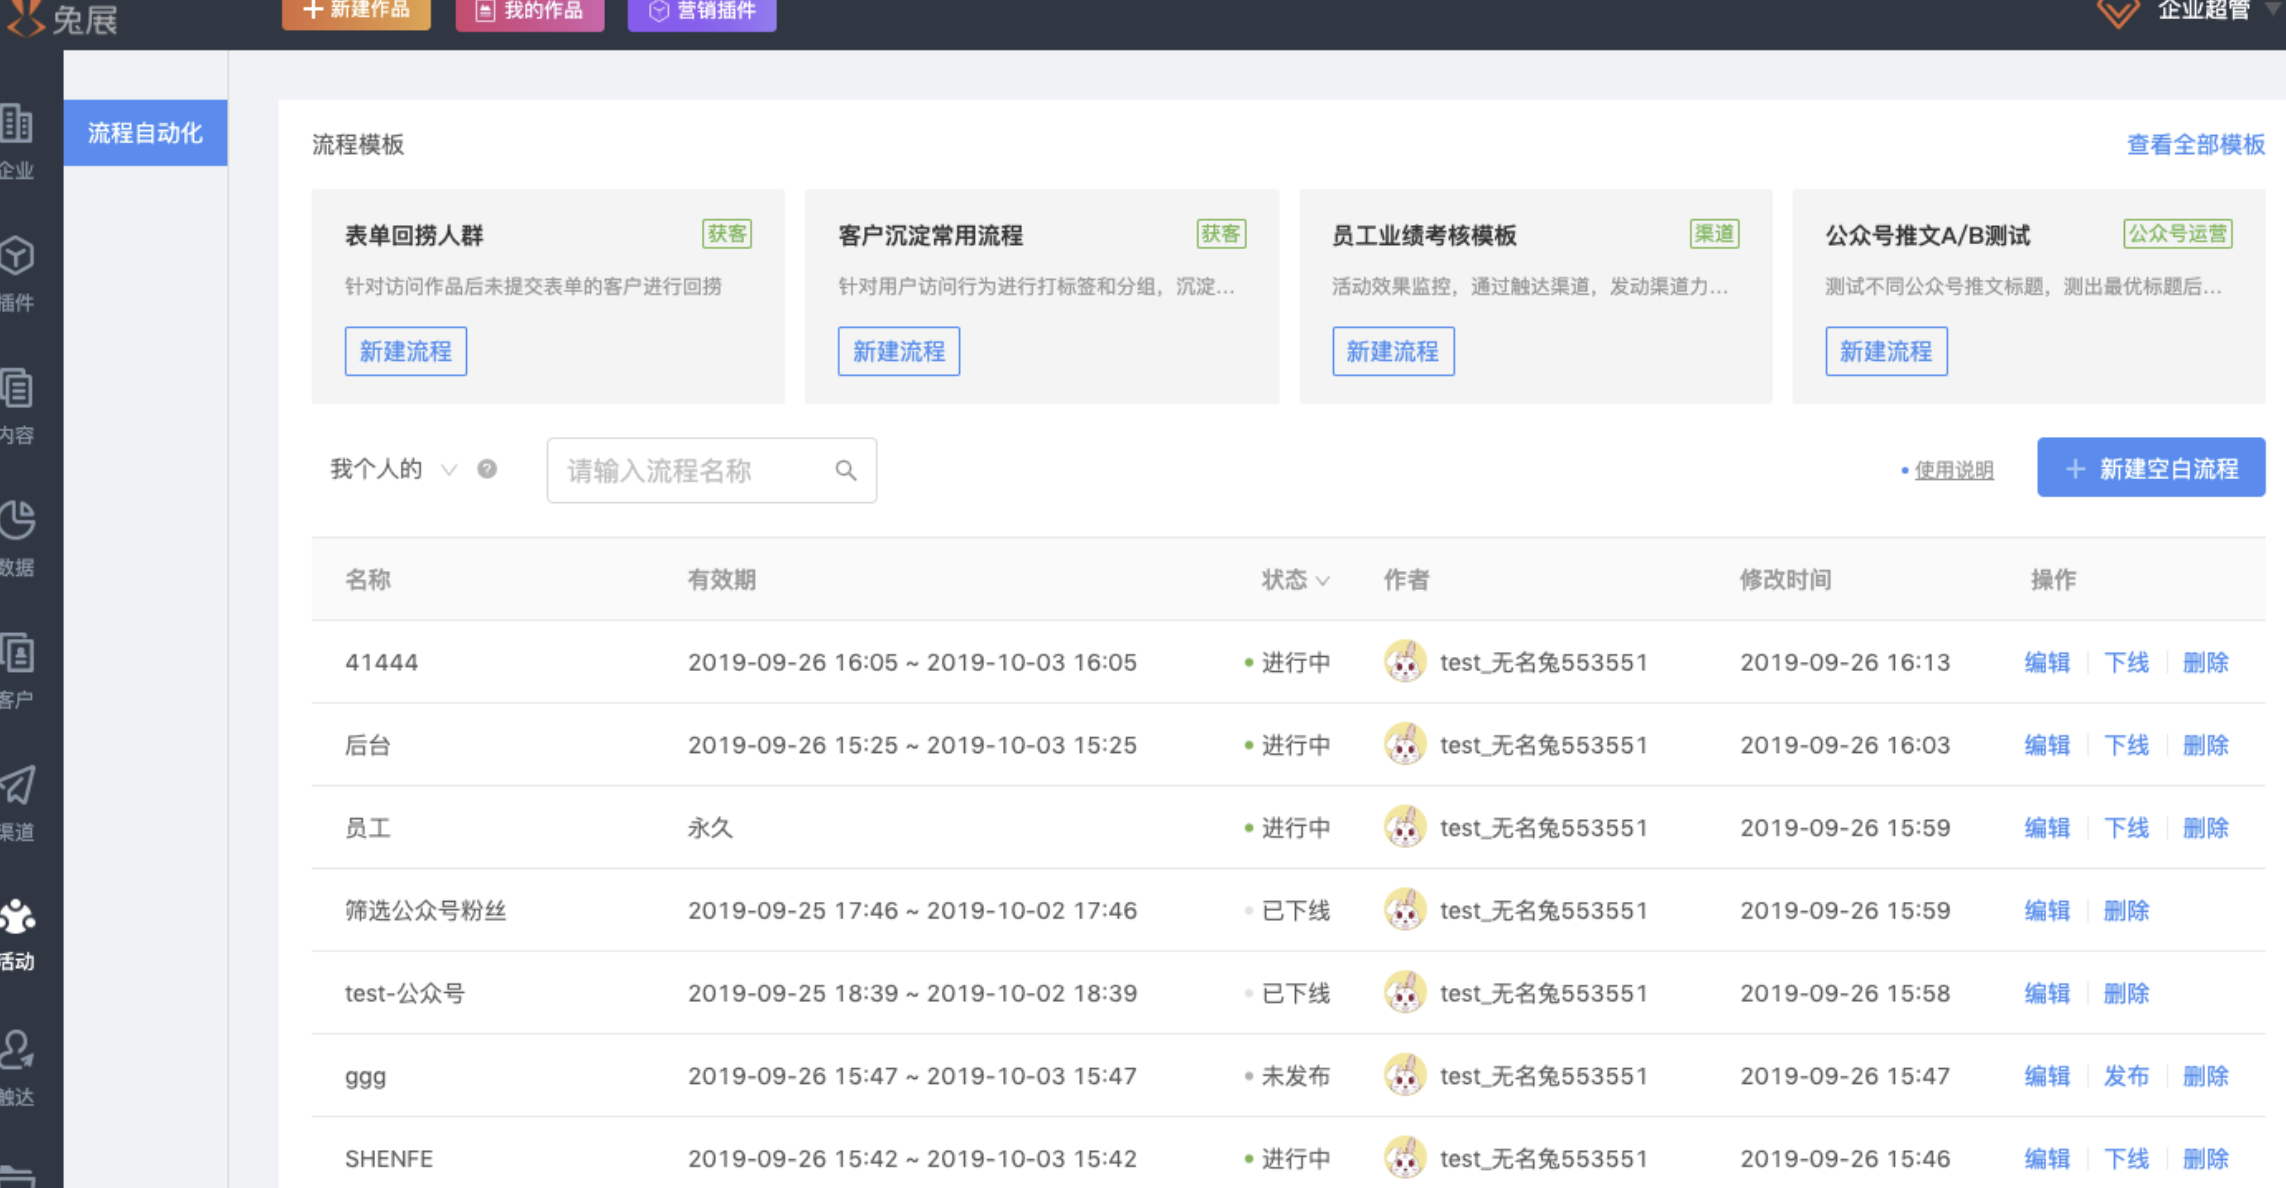 兔展
新建作品
我的作品
营销插件
企业超管
企业
插件
内容
数据
客户
渠道
活动
触达
流程自动化
流程模板
查看全部模板
表单回捞人群
获客
针对访问作品后未提交表单的客户进行回捞
新建流程
客户沉淀常用流程
获客
针对用户访问行为进行打标签和分组，沉淀...
新建流程
员工业绩考核模板
渠道
活动效果监控，通过触达渠道，发动渠道力...
新建流程
公众号推文A/B测试
公众号运营
测试不同公众号推文标题，测出最优标题后...
新建流程
我个人的
请输入流程名称
使用说明
+ 新建空白流程
名称 有效期 状态 作者 修改时间 操作
41444 2019-09-26 16:05 ~ 2019-10-03 16:05 进行中 test_无名兔553551 2019-09-26 16:13 编辑 下线 删除
后台 2019-09-26 15:25 ~ 2019-10-03 15:25 进行中 test_无名兔553551 2019-09-26 16:03 编辑 下线 删除
员工 永久 进行中 test_无名兔553551 2019-09-26 15:59 编辑 下线 删除
筛选公众号粉丝 2019-09-25 17:46 ~ 2019-10-02 17:46 已下线 test_无名兔553551 2019-09-26 15:59 编辑 删除
test-公众号 2019-09-25 18:39 ~ 2019-10-02 18:39 已下线 test_无名兔553551 2019-09-26 15:58 编辑 删除
ggg 2019-09-26 15:47 ~ 2019-10-03 15:47 未发布 test_无名兔553551 2019-09-26 15:47 编辑 发布 删除
SHENFE 2019-09-26 15:42 ~ 2019-10-03 15:42 进行中 test_无名兔553551 2019-09-26 15:46 编辑 下线 删除